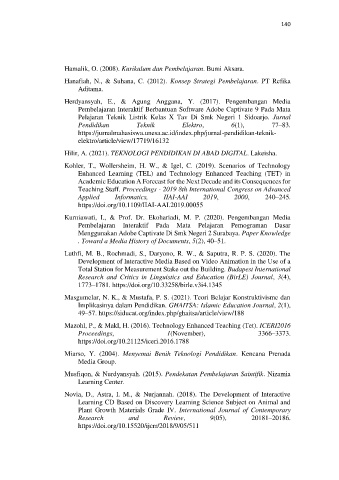 140
Hamalik, O. (2008). Kurikulum dan Pembelajaran. Bumi Aksara.
Hanafiah, N., & Suhana, C. (2012). Konsep Strategi Pembelajaran. PT Refika
Aditama.
Herdyansyah, E., & Agung Anggana, Y. (2017). Pengembangan Media
Pembelajaran Interaktif Berbantuan Software Adobe Captivate 9 Pada Mata
Pelajaran Teknik Listrik Kelas X Tav Di Smk Negeri 1 Sidoarjo. Jurnal
Pendidikan Teknik Elektro, 6(1), 77–83.
https://jurnalmahasiswa.unesa.ac.id/index.php/jurnal-pendidikan-teknik-
elektro/article/view/17719/16132
Hifir, A. (2021). TEKNOLOGI PENDIDIKAN DI ABAD DIGITAL. Lakeisha.
Kohler, T., Wollersheim, H. W., & Igel, C. (2019). Scenarios of Technology
Enhanced Learning (TEL) and Technology Enhanced Teaching (TET) in
Academic Education A Forecast for the Next Decade and its Consequences for
Teaching Staff. Proceedings - 2019 8th International Congress on Advanced
Applied Informatics, IIAI-AAI 2019, 2000, 240–245.
https://doi.org/10.1109/IIAI-AAI.2019.00055
Kurniawati, I., & Prof. Dr. Ekohariadi, M. P. (2020). Pengembangan Media
Pembelajaran Interaktif Pada Mata Pelajaran Pemograman Dasar
Menggunakan Adobe Captivate Di Smk Negeri 2 Surabaya. Paper Knowledge
. Toward a Media History of Documents, 5(2), 40–51.
Luthfi, M. B., Rochmadi, S., Daryono, R. W., & Saputra, R. P. S. (2020). The
Development of Interactive Media Based on Video Animation in the Use of a
Total Station for Measurement Stake out the Building. Budapest International
Research and Critics in Linguistics and Education (BirLE) Journal, 3(4),
1773–1781. https://doi.org/10.33258/birle.v3i4.1345
Masgumelar, N. K., & Mustafa, P. S. (2021). Teori Belajar Konstruktivisme dan
Implikasinya dalam Pendidikan. GHAITSA: Islamic Education Journal, 2(1),
49–57. https://siducat.org/index.php/ghaitsa/article/view/188
Mazohl, P., & Makl, H. (2016). Technology Enhanced Teaching (Tet). ICERI2016
Proceedings, 1(November), 3366–3373.
https://doi.org/10.21125/iceri.2016.1788
Miarso, Y. (2004). Menyemai Benih Teknologi Pendidikan. Kencana Prenada
Media Group.
Musfiqon, & Nurdyansyah. (2015). Pendekatan Pembelajaran Saintifik. Nizamia
Learning Center.
Novia, D., Astra, I. M., & Nurjannah. (2018). The Development of Interactive
Learning CD Based on Discovery Learning Science Subject on Animal and
Plant Growth Materials Grade IV. International Journal of Contemporary
Research and Review, 9(05), 20181–20186.
https://doi.org/10.15520/ijcrr/2018/9/05/511